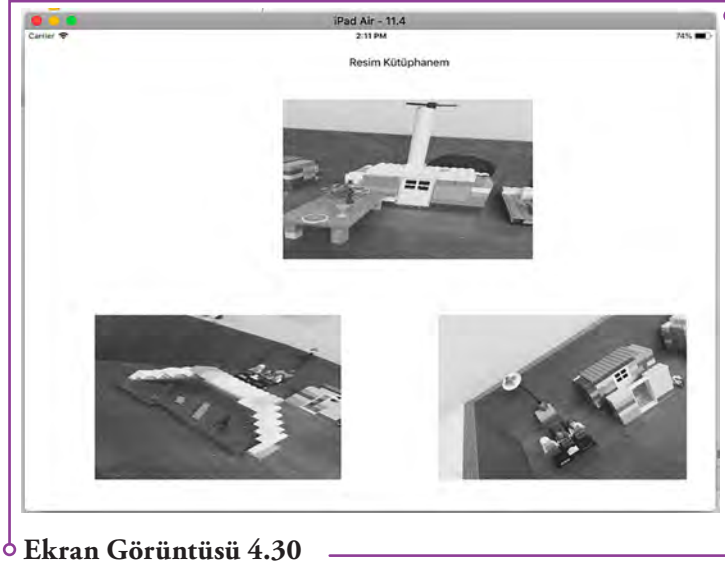 iPad Air - 11.4
Carrier 2:11 PM 74%
Resim Kütüphanem
Ekran Görüntüsü 4.30